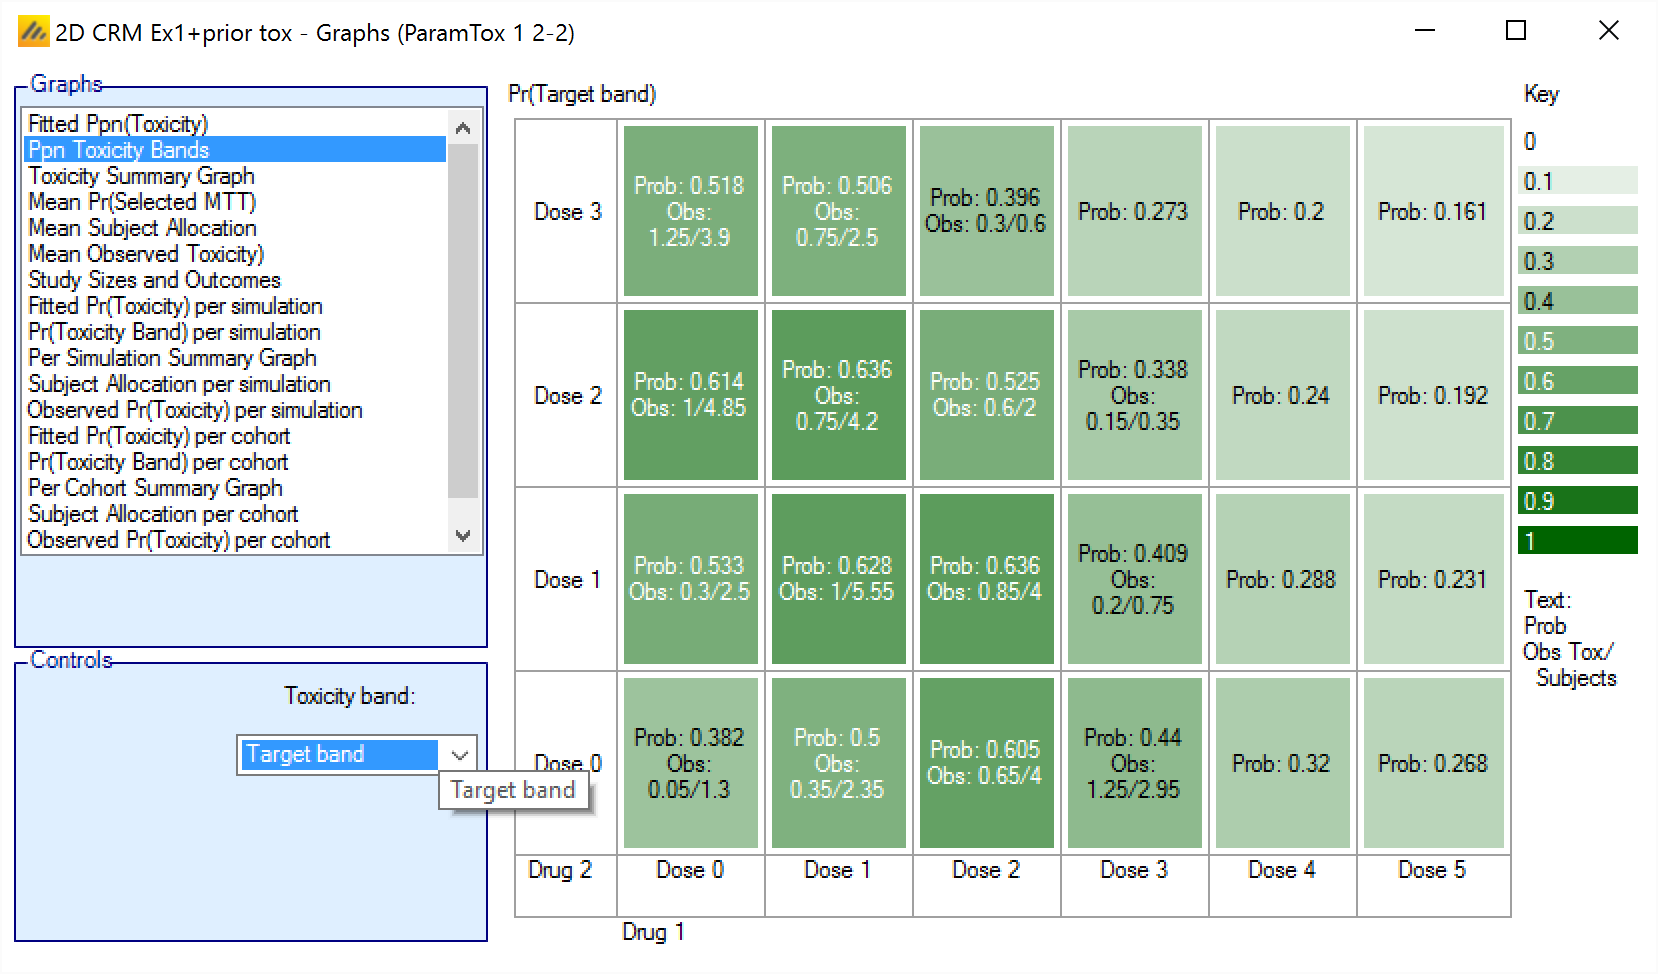 2D CRM Ex1+prior tox - Graphs (ParamTox 1 2-2)
Graphs
Fitted Ppn(Toxicity)
Ppn Toxicity Bands
Toxicity Summary Graph
Mean Pr(Selected MTT)
Mean Subject Allocation
Mean Observed Toxicity)
Study Sizes and Outcomes
Fitted Pr(Toxicity) per simulation
Pr(Toxicity Band) per simulation
Per Simulation Summary Graph
Subject Allocation per simulation
Observed Pr(Toxicity) per simulation
Fitted Pr(Toxicity) per cohort
Pr(Toxicity Band) per cohort
Per Cohort Summary Graph
Subject Allocation per cohort
Observed Pr(Toxicity) per cohort
Controls
Toxicity band:
Target band
Target band
Pr(Target band)
Dose 3
Prob: 0.518
Obs:
1.25/3.9
Prob: 0.506
Obs:
0.75/2.5
Prob: 0.396
Obs: 0.3/0.6
Prob: 0.273
Prob: 0.2
Prob: 0.161
Dose 2
Prob: 0.614
Obs: 1/4.85
Prob: 0.636
Obs:
0.75/4.2
Prob: 0.525
Obs: 0.6/2
Prob: 0.338
Obs:
0.15/0.35
Prob: 0.24
Prob: 0.192
Dose 1
Prob: 0.533
Obs: 0.3/2.5
Prob: 0.628
Obs: 1/5.55
Prob: 0.636
Obs: 0.85/4
Prob: 0.409
Obs:
0.2/0.75
Prob: 0.288
Prob: 0.231
Dose 0
Prob: 0.382
Obs:
0.05/1.3
Prob: 0.5
Obs:
0.35/2.35
Prob: 0.605
Obs: 0.65/4
Prob: 0.44
Obs:
1.25/2.95
Prob: 0.32
Prob: 0.268
Drug 2
Dose 0
Dose 1
Dose 2
Dose 3
Dose 4
Dose 5
Drug 1
Key
0
0.1
0.2
0.3
0.4
0.5
0.6
0.7
0.8
0.9
1
Text:
Prob
Obs Tox/
Subjects